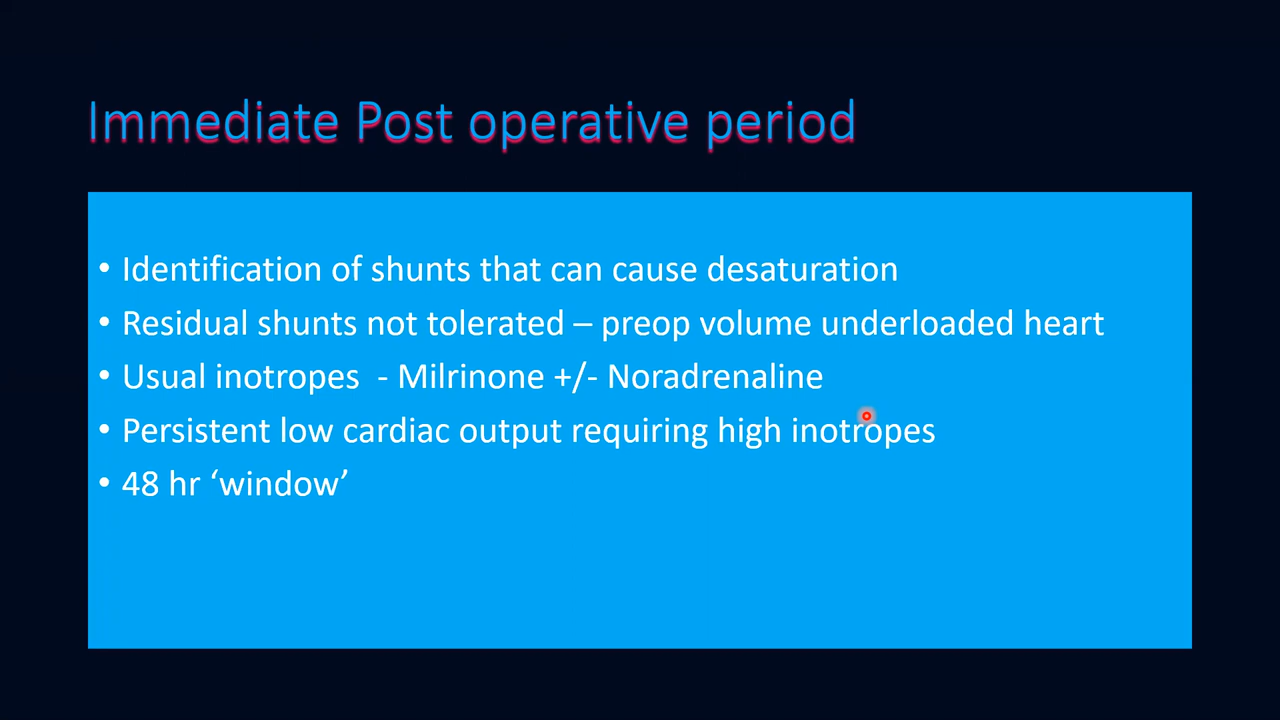 Immediate Post operative period
• Identification of shunts that can cause desaturation
• Residual shunts not tolerated – preop volume underloaded heart
• Usual inotropes  - Milrinone +/- Noradrenaline
• Persistent low cardiac output requiring high inotropes
• 48 hr ‘window’